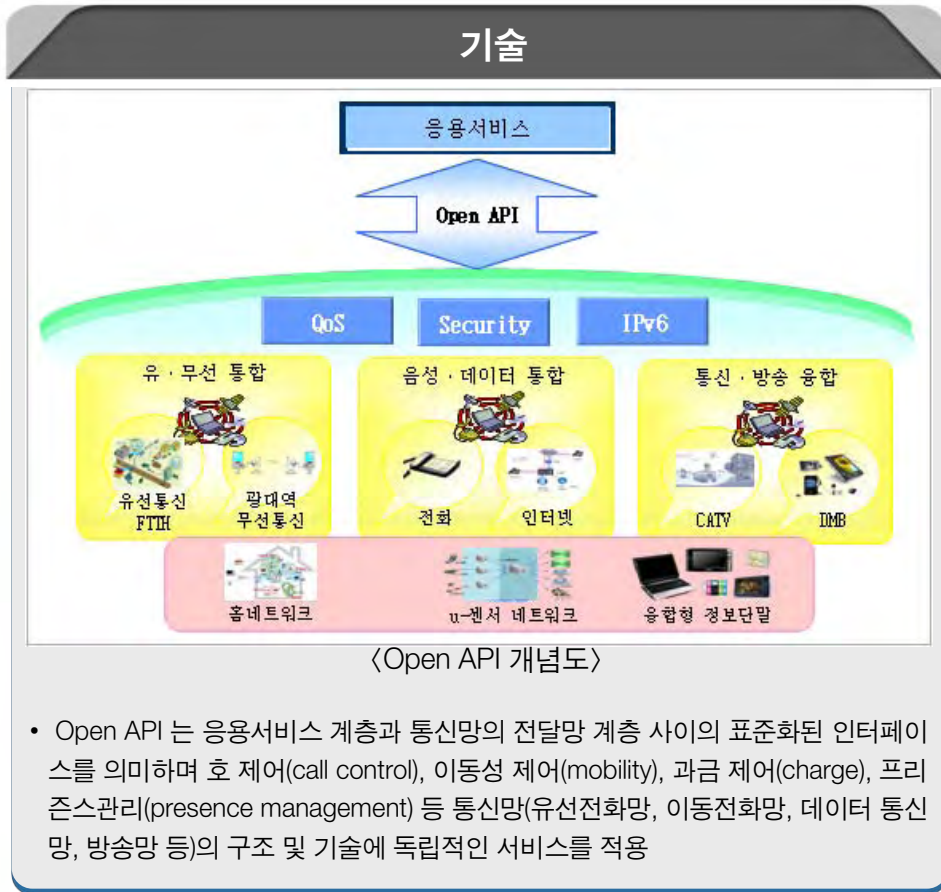 기술
응용서비스
Open API
QoS Security IPv6
유·무선 통합 음성·데이터 통합 통신·방송 융합
유선통신 광대역
FTTH 무선통신 전화 인터넷 CATV DMB
홈네트워크 u-센서 네트워크 융합형 정보단말
〈Open API 개념도〉
• Open API 는 응용서비스 계층과 통신망의 전달망 계층 사이의 표준화된 인터페이
스를 의미하며 호 제어(call control), 이동성 제어(mobility), 과금 제어(charge), 프리
즌스관리(presence management) 등 통신망(유선전화망, 이동전화망, 데이터 통신
망, 방송망 등)의 구조 및 기술에 독립적인 서비스를 적용